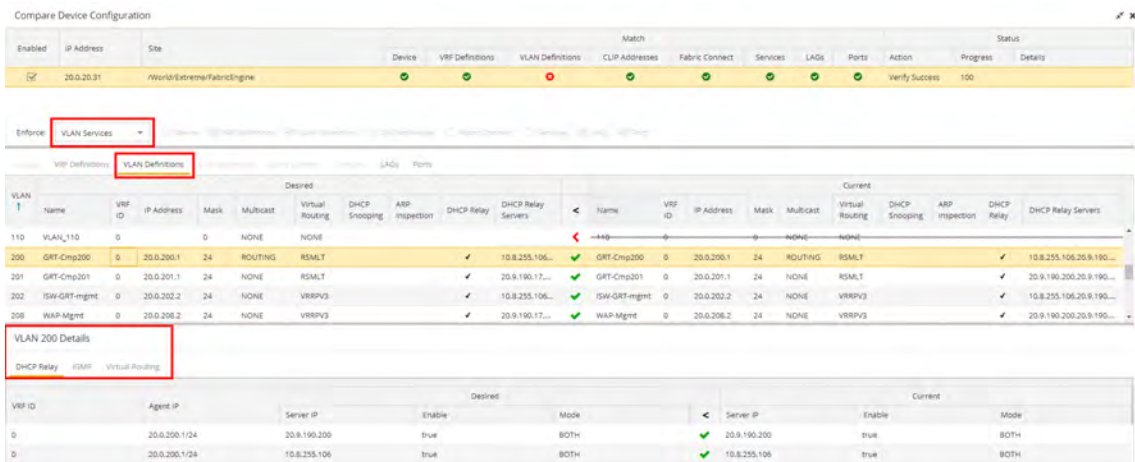 Compare Device Configuration
Match Status
Enabled IP Address Site Device VRF Definitions VLAN Definitions CLIP Addresses Fabric Connect Services LAGs Ports Action Progress Details
20.0.20.31 /World/Extreme/FabricEngine Verify Success 100
Enforce: VLAN Services
VRF Definitions VLAN Definitions LAGs Ports
Desired Current
VLAN Name VRF ID IP Address Mask Multicast Virtual Routing DHCP Snooping ARP Inspection DHCP Relay DHCP Relay Servers < Name VRF ID IP Address Mask Multicast Virtual Routing DHCP Snooping ARP Inspection DHCP Relay DHCP Relay Servers
110 VLAN_110 0 0 NONE NONE < 110 0 0 NONE NONE
200 GRT-Cmp200 0 20.0.200.1 24 ROUTING RSMLT ✔ 10.8.255.106... ✔ GRT-Cmp200 0 20.0.200.1 24 ROUTING RSMLT ✔ 10.8.255.106,20.9.190....
201 GRT-Cmp201 0 20.0.201.1 24 NONE RSMLT ✔ 20.9.190.17,... ✔ GRT-Cmp201 0 20.0.201.1 24 NONE RSMLT ✔ 20.9.190.200,20.9.190....
202 ISW-GRT-mgmt 0 20.0.202.2 24 NONE VRRPV3 ✔ 10.8.255.106... ✔ ISW-GRT-mgmt 0 20.0.202.2 24 NONE VRRPV3 ✔ 10.8.255.106,20.9.190....
208 WAP-Mgmt 0 20.0.208.2 24 NONE VRRPV3 ✔ 20.9.190.17,... ✔ WAP-Mgmt 0 20.0.208.2 24 NONE VRRPV3 ✔ 20.9.190.200,20.9.190....
VLAN 200 Details
DHCP Relay Virtual Routing
Desired Current
VRF ID Agent IP Server IP Enable Mode < Server IP Enable Mode
0 20.0.200.1/24 20.9.190.200 true BOTH ✔ 20.9.190.200 true BOTH
0 20.0.200.1/24 10.8.255.106 true BOTH ✔ 10.8.255.106 true BOTH